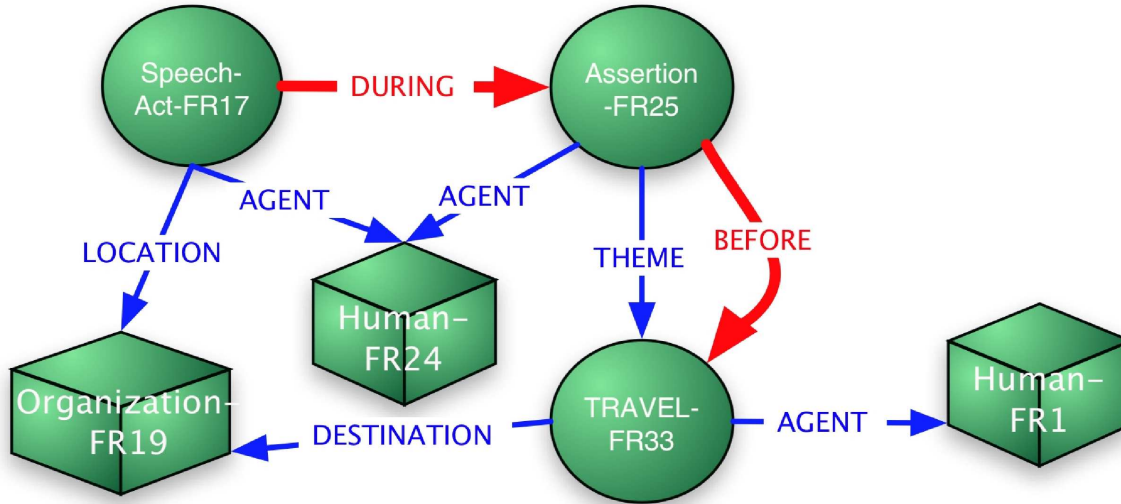 Speech-
Act-FR17
DURING
Assertion
-FR25
AGENT
AGENT
LOCATION
THEME
BEFORE
Human-
FR24
Organization-
FR19
DESTINATION
TRAVEL-
FR33
AGENT
Human-
FR1